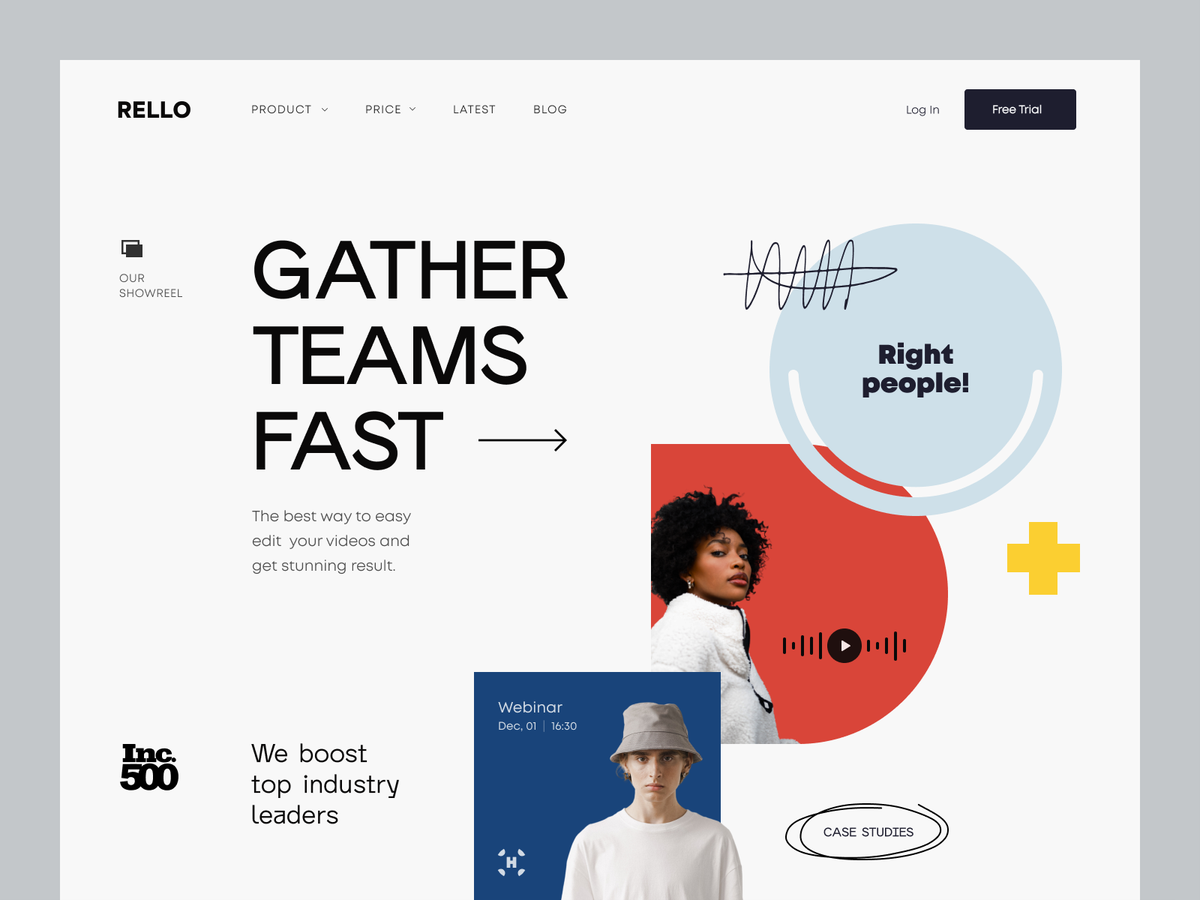 RELLO
PRODUCT
PRICE
LATEST
BLOG
Log In
Free Trial
OUR
SHOWREEL
GATHER
TEAMS
FAST
The best way to easy
edit your videos and
get stunning result.
Right
people!
Webinar
Dec, 01 | 16:30
H
Inc.
500
We boost
top industry
leaders
CASE STUDIES